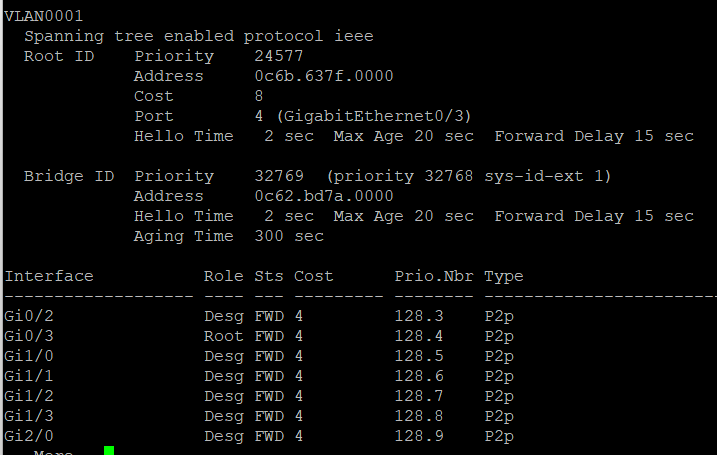 VLAN0001
  Spanning tree enabled protocol ieee
  Root ID    Priority    24577
             Address     0c6b.637f.0000
             Cost        8
             Port        4 (GigabitEthernet0/3)
             Hello Time   2 sec  Max Age 20 sec  Forward Delay 15 sec

  Bridge ID  Priority    32769  (priority 32768 sys-id-ext 1)
             Address     0c62.bd7a.0000
             Hello Time   2 sec  Max Age 20 sec  Forward Delay 15 sec
             Aging Time  300 sec

Interface           Role Sts Cost      Prio.Nbr Type
------------------- ---- --- --------- -------- ------------------------
Gi0/2               Desg FWD 4         128.3    P2p
Gi0/3               Root FWD 4         128.4    P2p
Gi1/0               Desg FWD 4         128.5    P2p
Gi1/1               Desg FWD 4         128.6    P2p
Gi1/2               Desg FWD 4         128.7    P2p
Gi1/3               Desg FWD 4         128.8    P2p
Gi2/0               Desg FWD 4         128.9    P2p
More